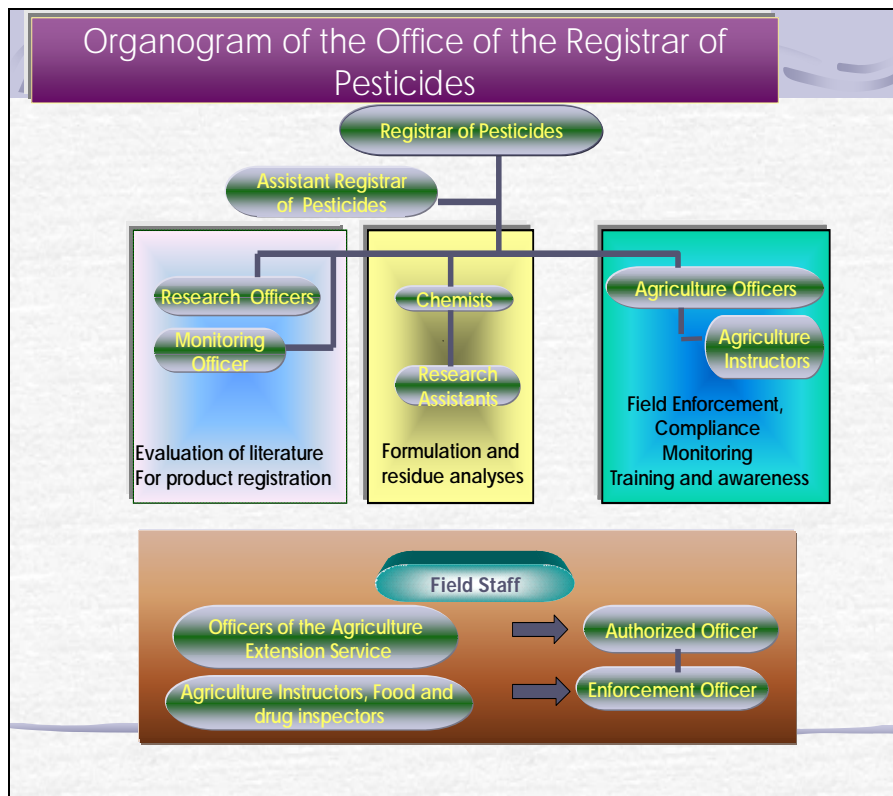 Organogram of the Office of the Registrar of
Pesticides
Registrar of Pesticides
Assistant Registrar
of Pesticides
Research Officers
Monitoring
Officer
Evaluation of literature
For product registration
Chemists
Research
Assistants
Formulation and
residue analyses
Agriculture Officers
Agriculture
Instructors
Field Enforcement,
Compliance
Monitoring
Training and awareness
Field Staff
Officers of the Agriculture
Extension Service
Authorized Officer
Agriculture Instructors, Food and
drug inspectors
Enforcement Officer